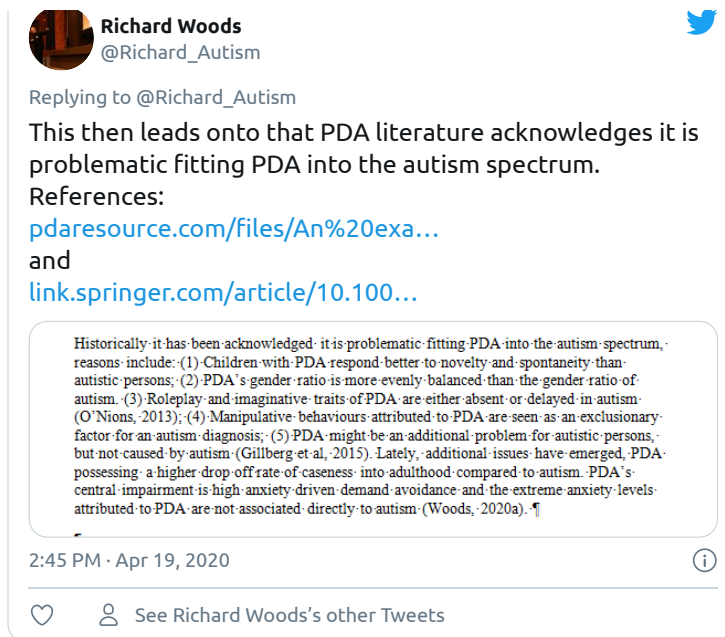 Richard Woods
@Richard_Autism
Replying to @Richard_Autism
This then leads onto that PDA literature acknowledges it is
problematic fitting PDA into the autism spectrum.
References:
pdaresource.com/files/An%20exa…
and
link.springer.com/article/10.100…
Historically·it·has·been·acknowledged··it·is·problematic·fitting·PDA·into·the·autism·spectrum,·
reasons··include:·(1)·Children·with·PDA·respond·better·to·novelty·and·spontaneity·than·
autistic·persons;·(2)·PDA's·gender·ratio·is·more·evenly·balanced·than·the·gender·ratio·of·
autism.·(3)·Roleplay·and·imaginative·traits·of·PDA·are·either·absent·or·delayed·in·autism·
(O'Nions,·2013);·(4)·Manipulative·behaviours·attributed·to·PDA·are·seen·as·an·exclusionary·
factor·for·an·autism·diagnosis;·(5)·PDA·might·be·an·additional·problem·for·autistic·persons,·
but·not·caused·by·autism·(Gillberg·et·al,·2015).·Lately,·additional·issues·have·emerged,·PDA·
possessing··a·higher·drop·off·rate·of·caseness··into·adulthood·compared·to·autism.·PDA's·
central·impairment·is·high·anxiety·driven·demand·avoidance·and·the·extreme·anxiety·levels·
attributed·to·PDA·are·not·associated·directly·to·autism·(Woods,·2020a).·¶
2:45 PM · Apr 19, 2020
See Richard Woods's other Tweets